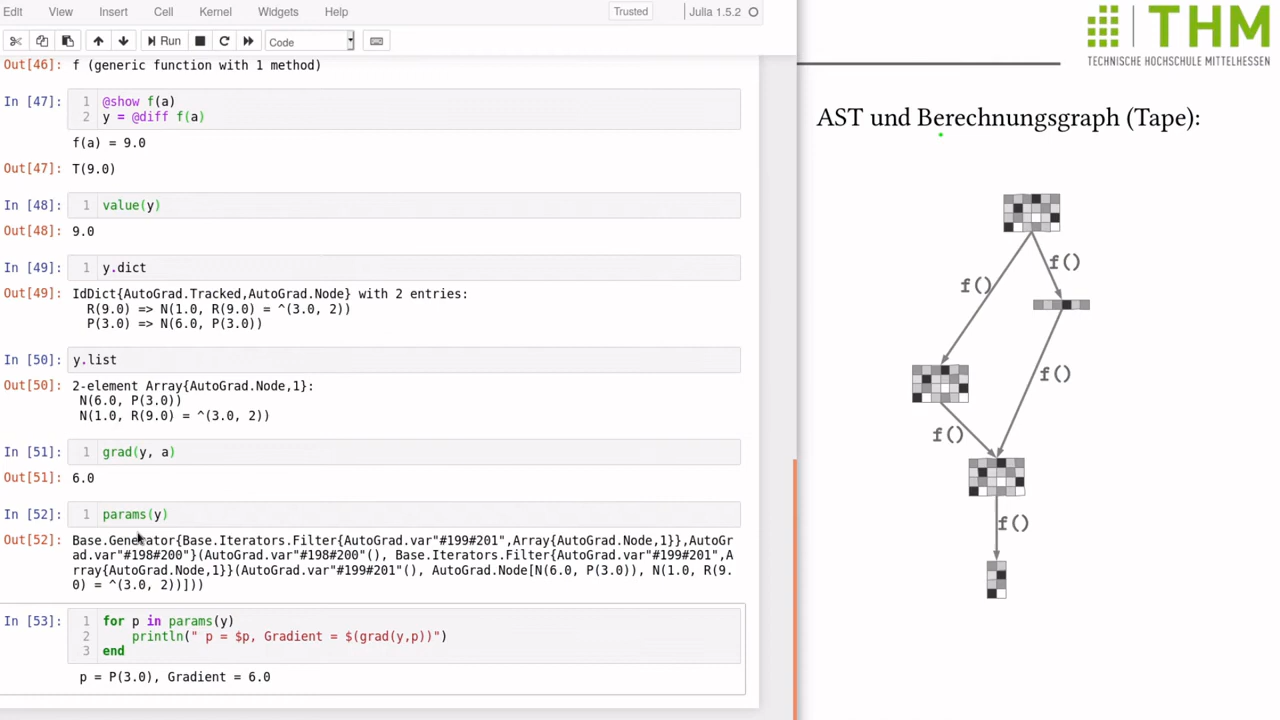 Edit View Insert Cell Kernel Widgets Help Trusted Julia 1.5.2
Run Code
Out[46]: f (generic function with 1 method)
In [47]: 1 @show f(a)
2 y = @diff f(a)
f(a) = 9.0
Out[47]: T(9.0)
In [48]: 1 value(y)
Out[48]: 9.0
In [49]: 1 y.dict
Out[49]: IdDict{AutoGrad.Tracked,AutoGrad.Node} with 2 entries:
R(9.0) => N(1.0, R(9.0) = ^(3.0, 2))
P(3.0) => N(6.0, P(3.0))
In [50]: y.list
Out[50]: 2-element Array{AutoGrad.Node,1}:
N(6.0, P(3.0))
N(1.0, R(9.0) = ^(3.0, 2))
In [51]: 1 grad(y, a)
Out[51]: 6.0
In [52]: 1 params(y)
Out[52]: Base.Generator{Base.Iterators.Filter{AutoGrad.var"#199#201",Array{AutoGrad.Node,1}},AutoGr
ad.var"#198#200"}(AutoGrad.var"#198#200"(), Base.Iterators.Filter{AutoGrad.var"#199#201",A
rray{AutoGrad.Node,1}}(AutoGrad.var"#199#201"(), AutoGrad.Node[N(6.0, P(3.0)), N(1.0, R(9.
0) = ^(3.0, 2))]))
In [53]: 1 for p in params(y)
2 println(" p = $p, Gradient = $(grad(y,p))")
3 end
p = P(3.0), Gradient = 6.0
THM
TECHNISCHE HOCHSCHULE MITTELHESSEN
AST und Berechnungsgraph (Tape):
f()
f()
f()
f()
f()